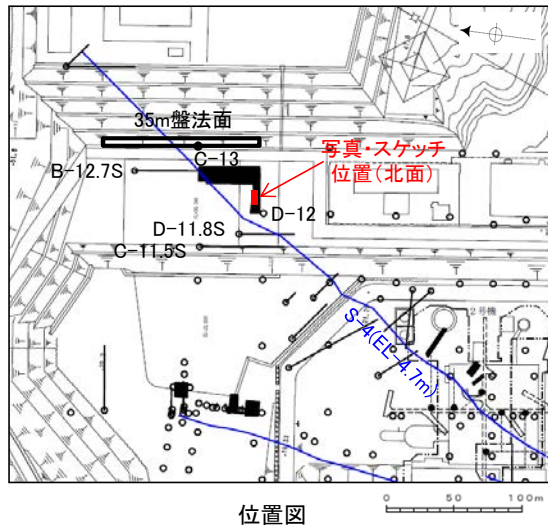 35m盤法面
C-13
写真・スケッチ
位置(北面)
B-12.7S
D-12
D-11.8S
C-11.5S
S-4(EL-4.7m)
2号機
0 50 100m
位置図